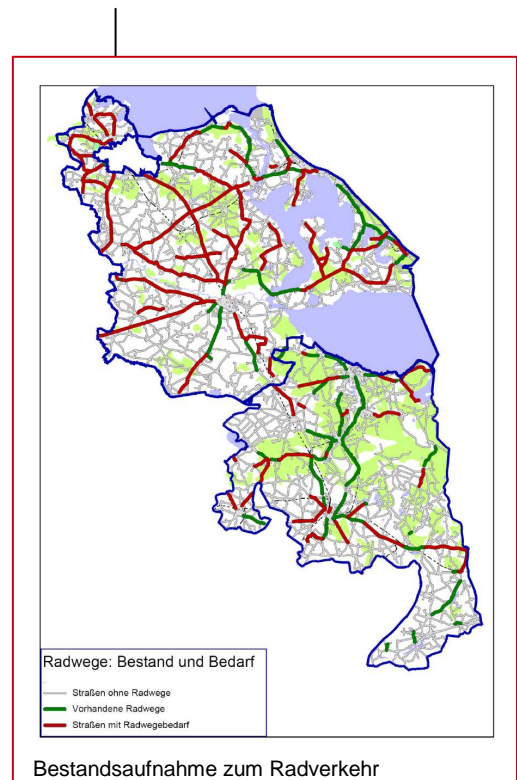 Radwege: Bestand und Bedarf
Straßen ohne Radwege
Vorhandene Radwege
Straßen mit Radwegebedarf
Bestandsaufnahme zum Radverkehr